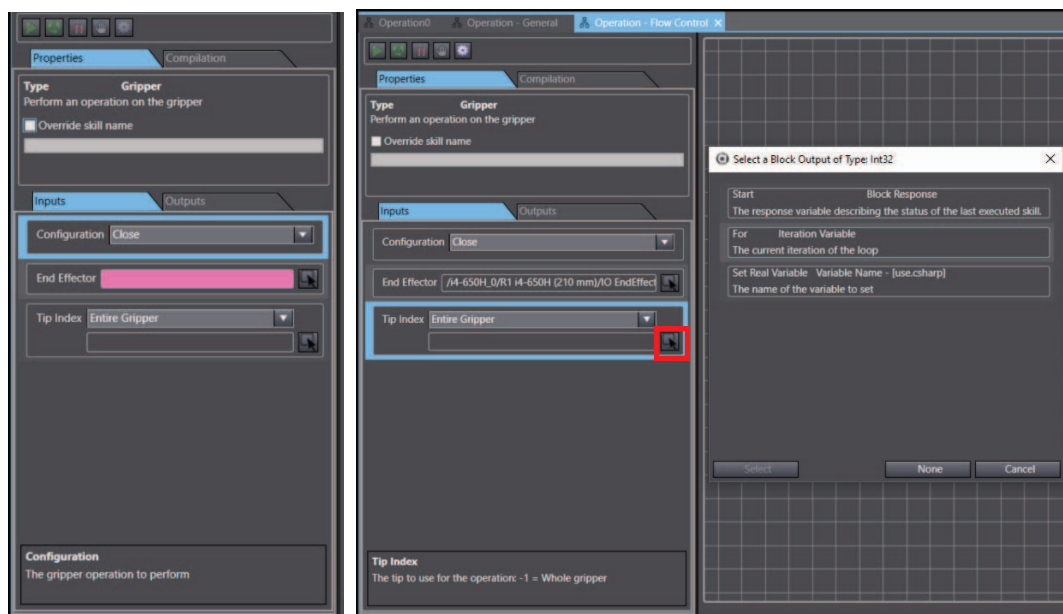 Properties
Compilation
Type Gripper
Perform an operation on the gripper
Override skill name
Inputs
Outputs
Configuration Close
End Effector
Tip Index Entire Gripper
Configuration
The gripper operation to perform
Operation0
Operation - General
Operation - Flow Control
Properties
Compilation
Type Gripper
Perform an operation on the gripper
Override skill name
Inputs
Outputs
Configuration Close
End Effector /i4-650H_0/R1 i4-650H (210 mm)/IO EndEffect
Tip Index Entire Gripper
Tip Index
The tip to use for the operation: -1 = Whole gripper
Select a Block Output of Type: Int32
Start Block Response
The response variable describing the status of the last executed skill.
For Iteration Variable
The current iteration of the loop
Set Real Variable Variable Name - [use.csharp]
The name of the variable to set
Select
None
Cancel